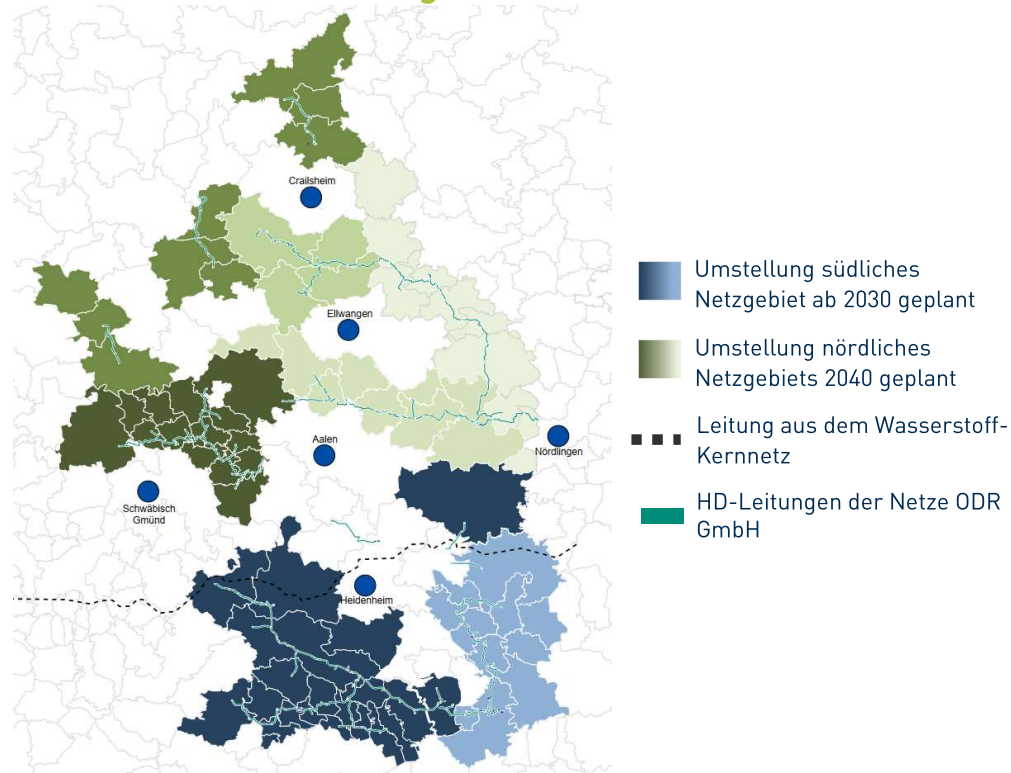 Crailsheim
Ellwangen
Aalen
Nördlingen
Schwäbisch
Gmünd
Heidenheim
Umstellung südliches
Netzgebiet ab 2030 geplant
Umstellung nördliches
Netzgebiets 2040 geplant
Leitung aus dem Wasserstoff-
Kernnetz
HD-Leitungen der Netze ODR
GmbH